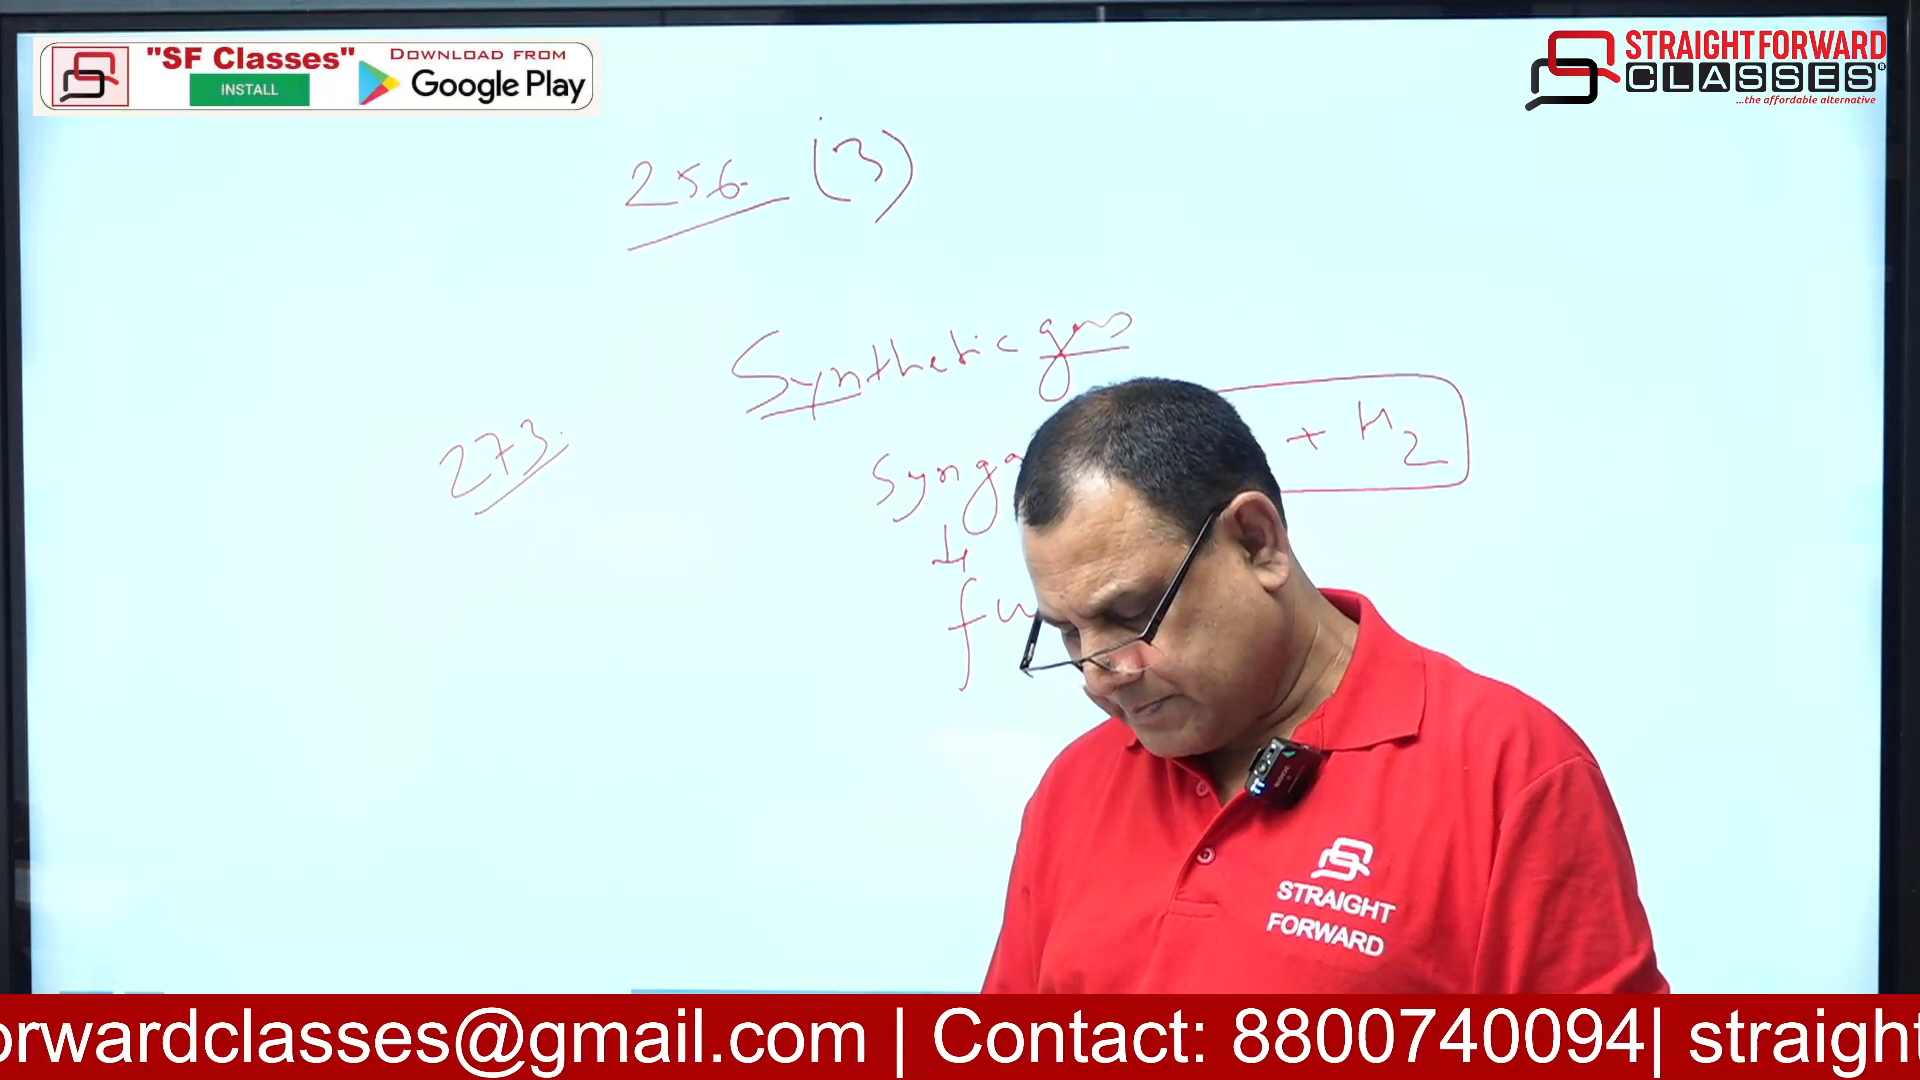 "SF Classes"
INSTALL
DOWNLOAD FROM
Google Play
STRAIGHT FORWARD
CLASSES
...the affordable alternative
256 (3)
Synthetic gas
273
+ H2
STRAIGHT
FORWARD
orwardclasses@gmail.com | Contact: 8800740094| straight